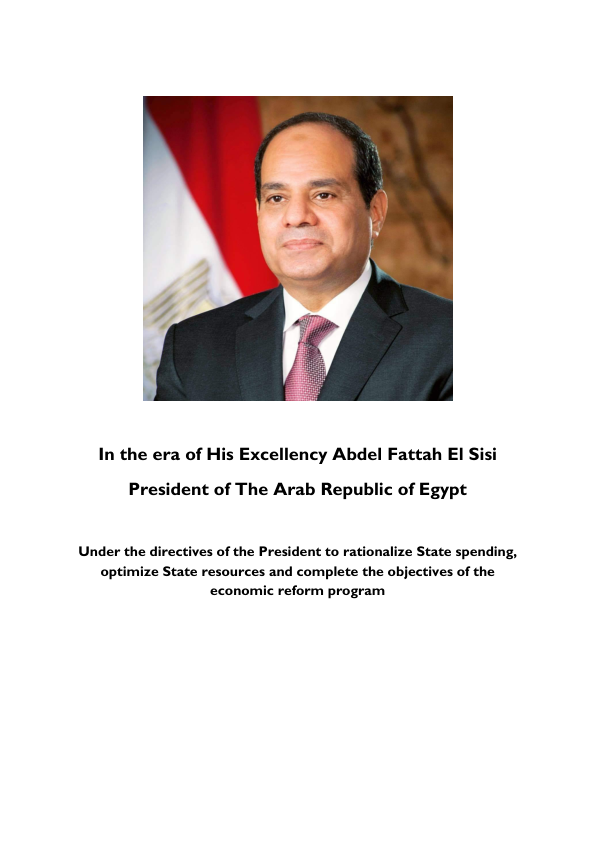 In the era of His Excellency Abdel Fattah El Sisi
President of The Arab Republic of Egypt
Under the directives of the President to rationalize State spending,
optimize State resources and complete the objectives of the
economic reform program